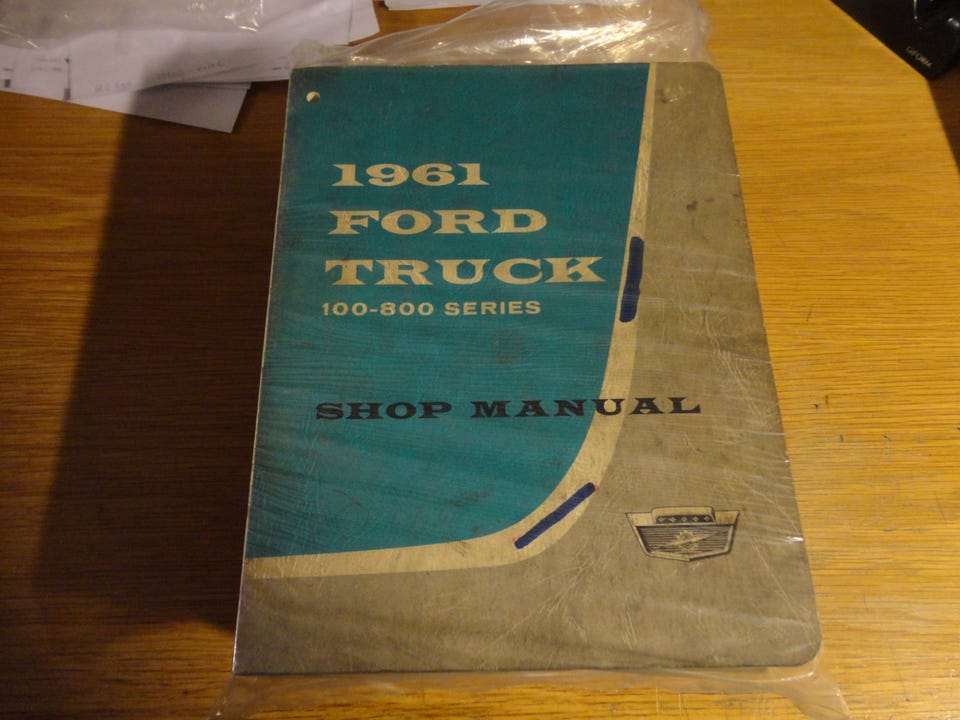 1961
FORD
TRUCK
100-800 SERIES
SHOP MANUAL